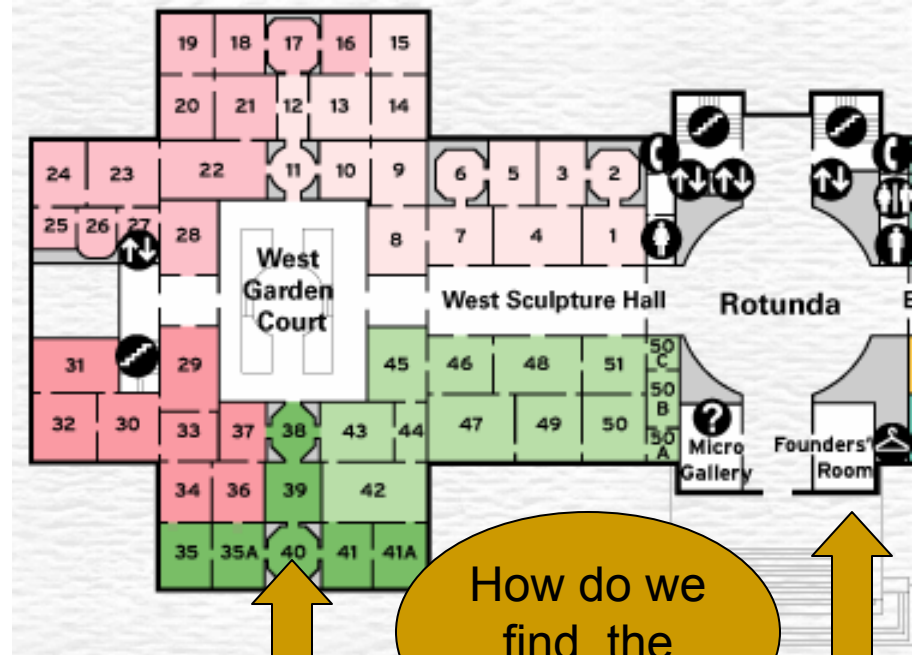 19 18 17 16 15
20 21 12 13 14
24 23 22 11 10 9 6 5 3 2
25 26 27 28 8 7 4 1
West
Garden
Court
West Sculpture Hall
Rotunda
E
31 29 45 46 48 51 50
C
32 30 33 37 38 43 44 47 49 50 50
B
50
A
?
Micro
Gallery
Founders'
Room
34 36 39 42
35 35A 40 41 41A
How do we
find the